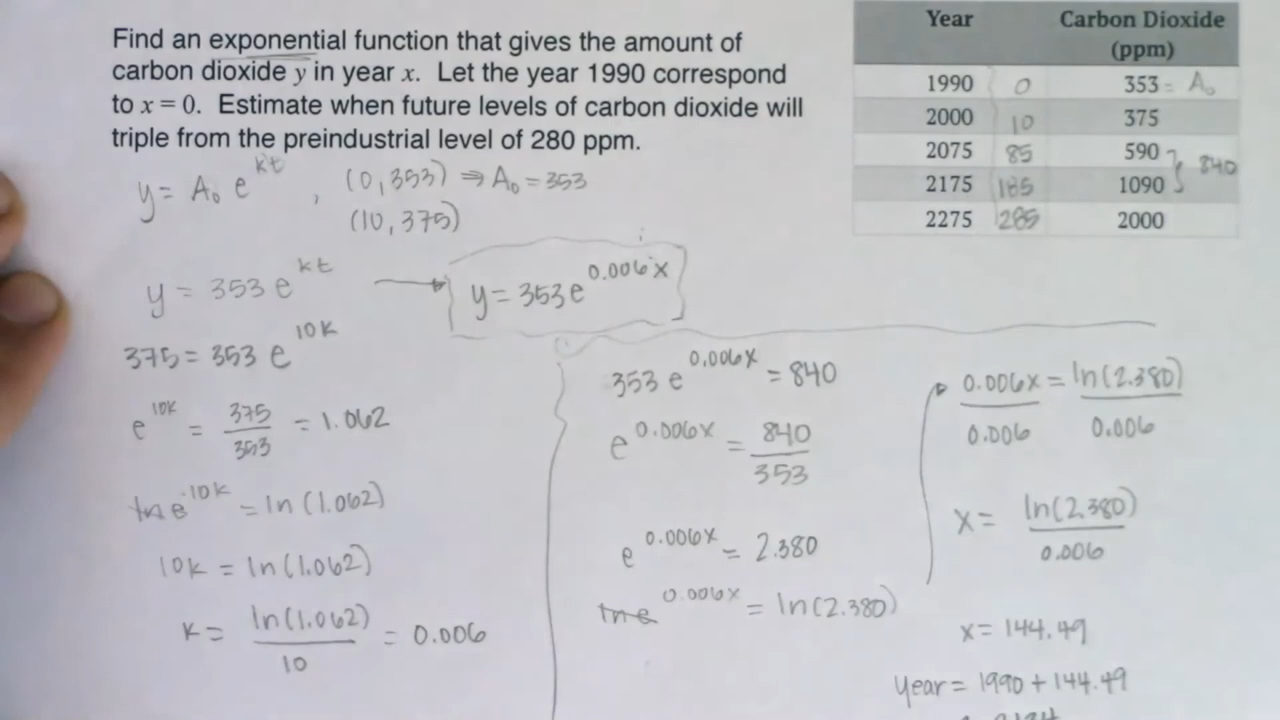 Find an exponential function that gives the amount of
carbon dioxide y in year x. Let the year 1990 correspond
to x = 0. Estimate when future levels of carbon dioxide will
triple from the preindustrial level of 280 ppm.
Year Carbon Dioxide
(ppm)
1990 0 353 = A₀
2000 10 375
2075 85 590
840
2175 185 1090
2275 285 2000
y = A₀ e^kt , (0,353) ⇒ A₀ = 353
(10,375)
y = 353 e^kt → y = 353 e^0.006x
375 = 353 e^10k
e^10k = 375/353 = 1.062
ln e^10k = ln(1.062)
10k = ln(1.062)
k = ln(1.062)/10 = 0.006
353 e^0.006x = 840
e^0.006x = 840/353
e^0.006x = 2.380
ln e^0.006x = ln(2.380)
0.006x/0.006 = ln(2.380)/0.006
x = ln(2.380)/0.006
x = 144.49
Year = 1990 + 144.49